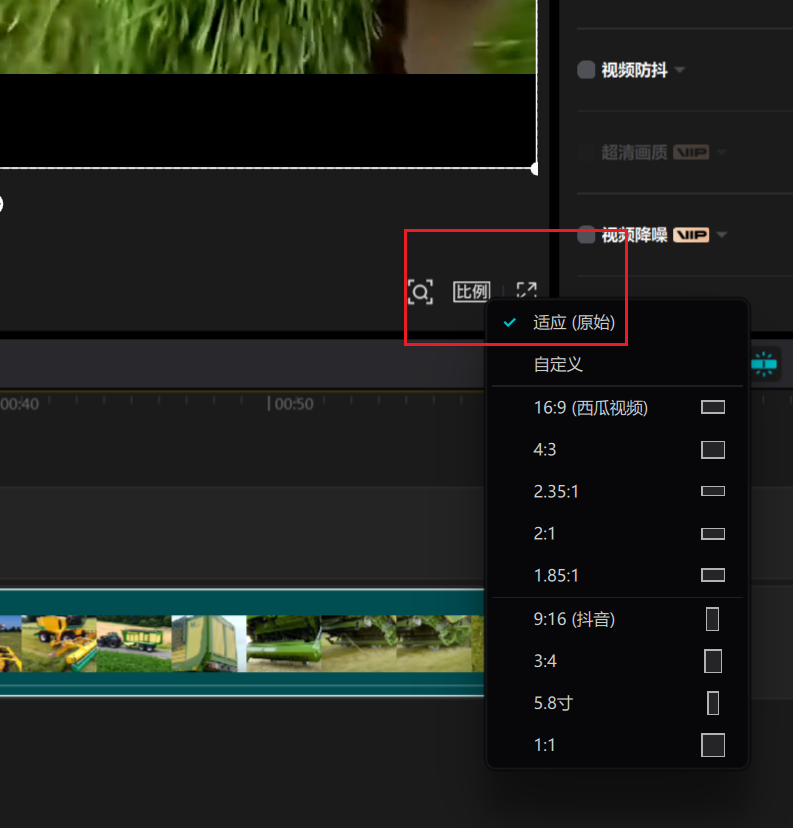 视频防抖
超清画质 VIP
视频降噪 VIP
比例
适应 (原始)
自定义
00:40
00:50
16:9 (西瓜视频)
4:3
2.35:1
2:1
1.85:1
9:16 (抖音)
3:4
5.8寸
1:1